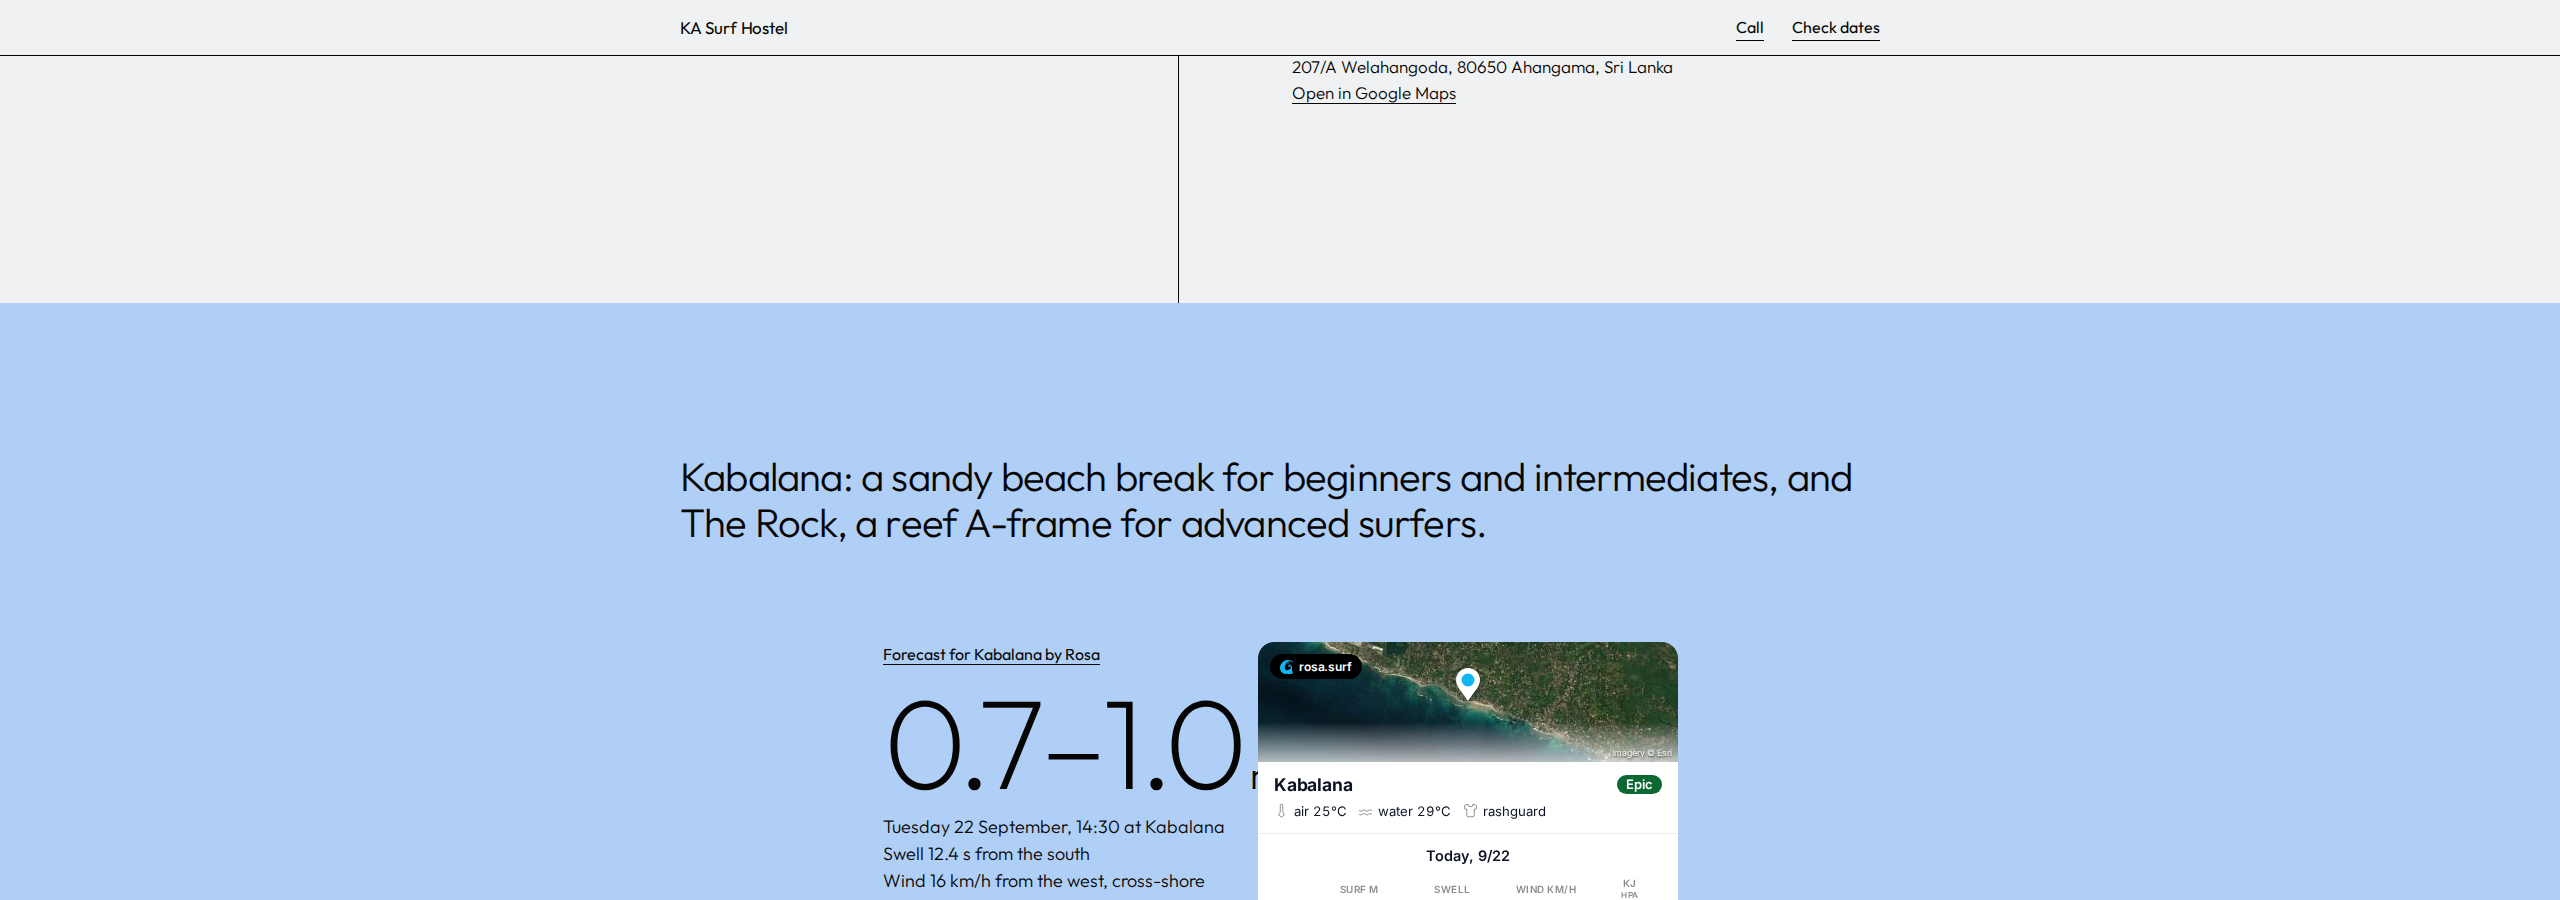 KA Surf Hostel
Call
Check dates
207/A Welahangoda, 80650 Ahangama, Sri Lanka
Open in Google Maps
Kabalana: a sandy beach break for beginners and intermediates, and
The Rock, a reef A-frame for advanced surfers.
Forecast for Kabalana by Rosa
0.7–1.0
Tuesday 22 September, 14:30 at Kabalana
Swell 12.4 s from the south
Wind 16 km/h from the west, cross-shore
rosa.surf
Imagery © Esri
Kabalana
Epic
air 25°C
water 29°C
rashguard
Today, 9/22
SURF M
SWELL
WIND KM/H
KJ
HPA